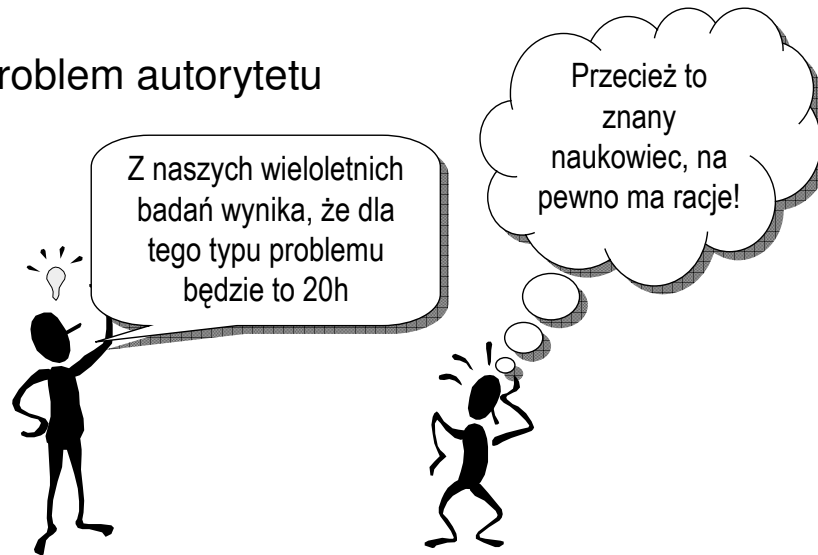 roblem autorytetu
Z naszych wieloletnich
badań wynika, że dla
tego typu problemu
będzie to 20h
Przecież to
znany
naukowiec, na
pewno ma racje!